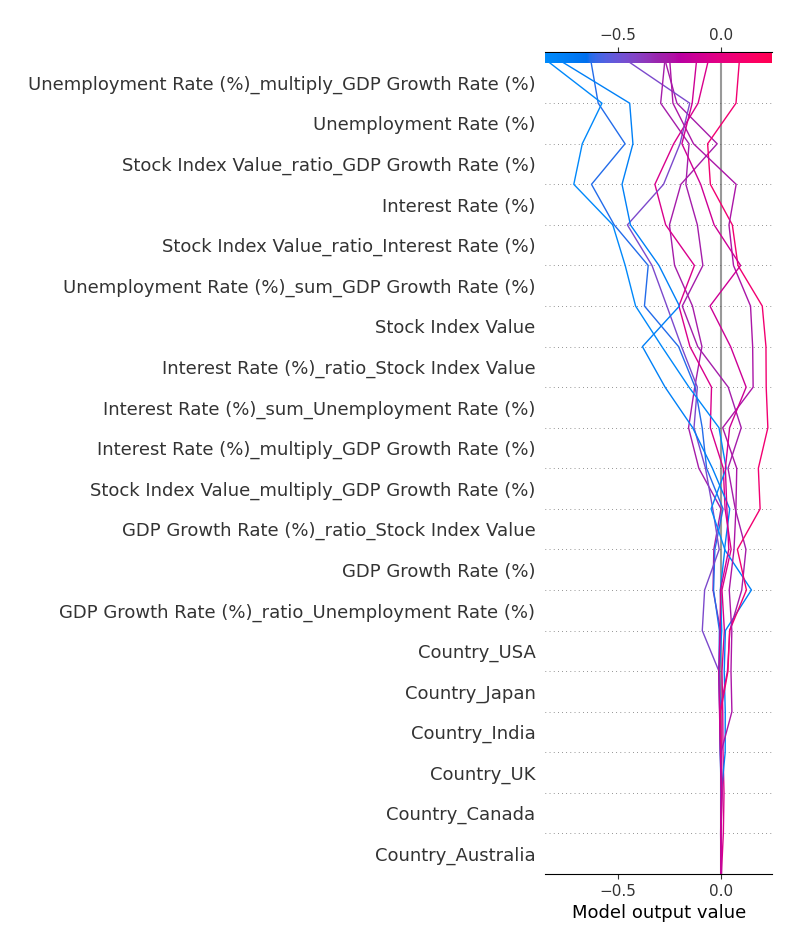 −0.5 0.0
Unemployment Rate (%)_multiply_GDP Growth Rate (%)
Unemployment Rate (%)
Stock Index Value_ratio_GDP Growth Rate (%)
Interest Rate (%)
Stock Index Value_ratio_Interest Rate (%)
Unemployment Rate (%)_sum_GDP Growth Rate (%)
Stock Index Value
Interest Rate (%)_ratio_Stock Index Value
Interest Rate (%)_sum_Unemployment Rate (%)
Interest Rate (%)_multiply_GDP Growth Rate (%)
Stock Index Value_multiply_GDP Growth Rate (%)
GDP Growth Rate (%)_ratio_Stock Index Value
GDP Growth Rate (%)
GDP Growth Rate (%)_ratio_Unemployment Rate (%)
Country_USA
Country_Japan
Country_India
Country_UK
Country_Canada
Country_Australia
−0.5 0.0
Model output value